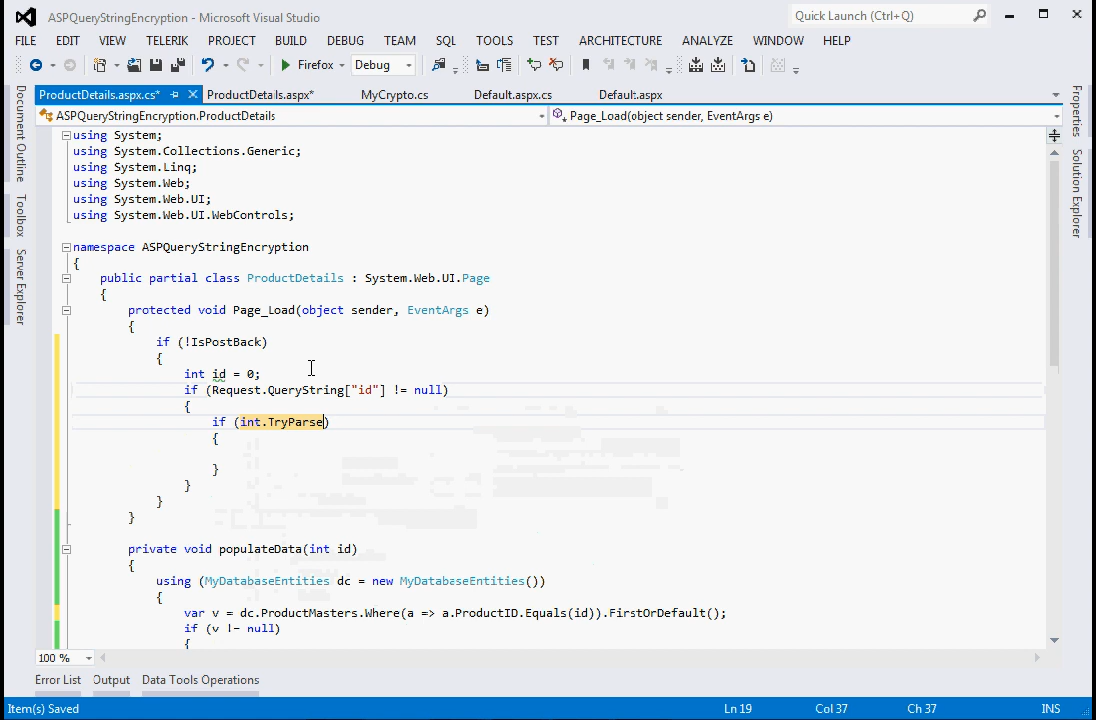 ASPQueryStringEncryption - Microsoft Visual Studio
Quick Launch (Ctrl+Q)
FILE EDIT VIEW TELERIK PROJECT BUILD DEBUG TEAM SQL TOOLS TEST ARCHITECTURE ANALYZE WINDOW HELP
Firefox Debug
ProductDetails.aspx.cs* ProductDetails.aspx* MyCrypto.cs Default.aspx.cs Default.aspx
ASPQueryStringEncryption.ProductDetails Page_Load(object sender, EventArgs e)
Document Outline
Toolbox
Server Explorer
Properties
Solution Explorer
using System;
using System.Collections.Generic;
using System.Linq;
using System.Web;
using System.Web.UI;
using System.Web.UI.WebControls;
namespace ASPQueryStringEncryption
{
public partial class ProductDetails : System.Web.UI.Page
{
protected void Page_Load(object sender, EventArgs e)
{
if (!IsPostBack)
{
int id = 0;
if (Request.QueryString["id"] != null)
{
if (int.TryParse)
{
}
}
}
}
private void populateData(int id)
{
using (MyDatabaseEntities dc = new MyDatabaseEntities())
{
var v = dc.ProductMasters.Where(a => a.ProductID.Equals(id)).FirstOrDefault();
if (v != null)
{
100 %
Error List Output Data Tools Operations
Item(s) Saved Ln 19 Col 37 Ch 37 INS